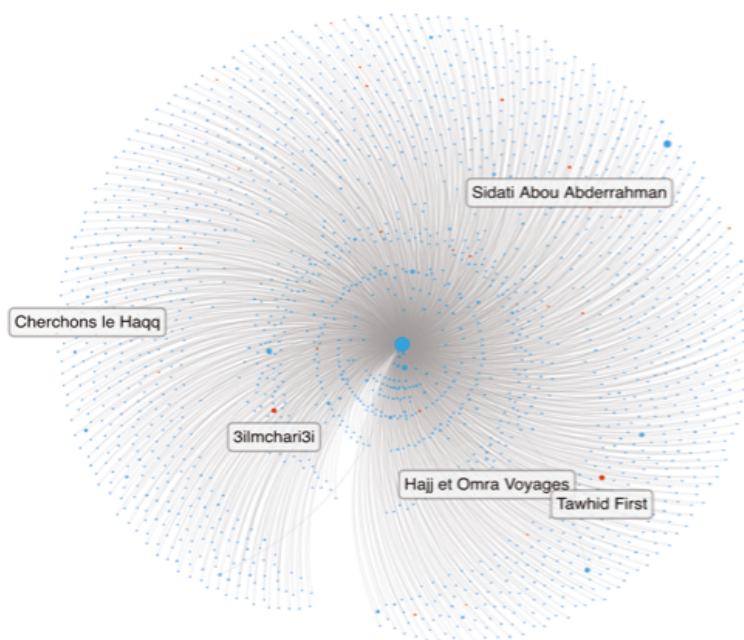 Sidati Abou Abderrahman
Cherchons le Haqq
3ilmchari3i
Hajj et Omra Voyages
Tawhid First